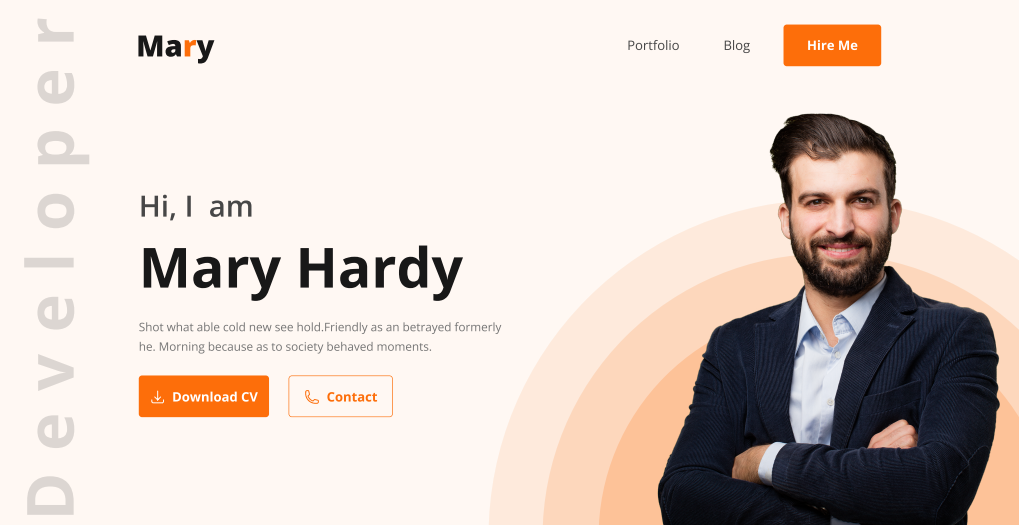 Mary
Portfolio
Blog
Hire Me
Developer
Hi, I am
Mary Hardy
Shot what able cold new see hold.Friendly as an betrayed formerly
he. Morning because as to society behaved moments.
Download CV
Contact